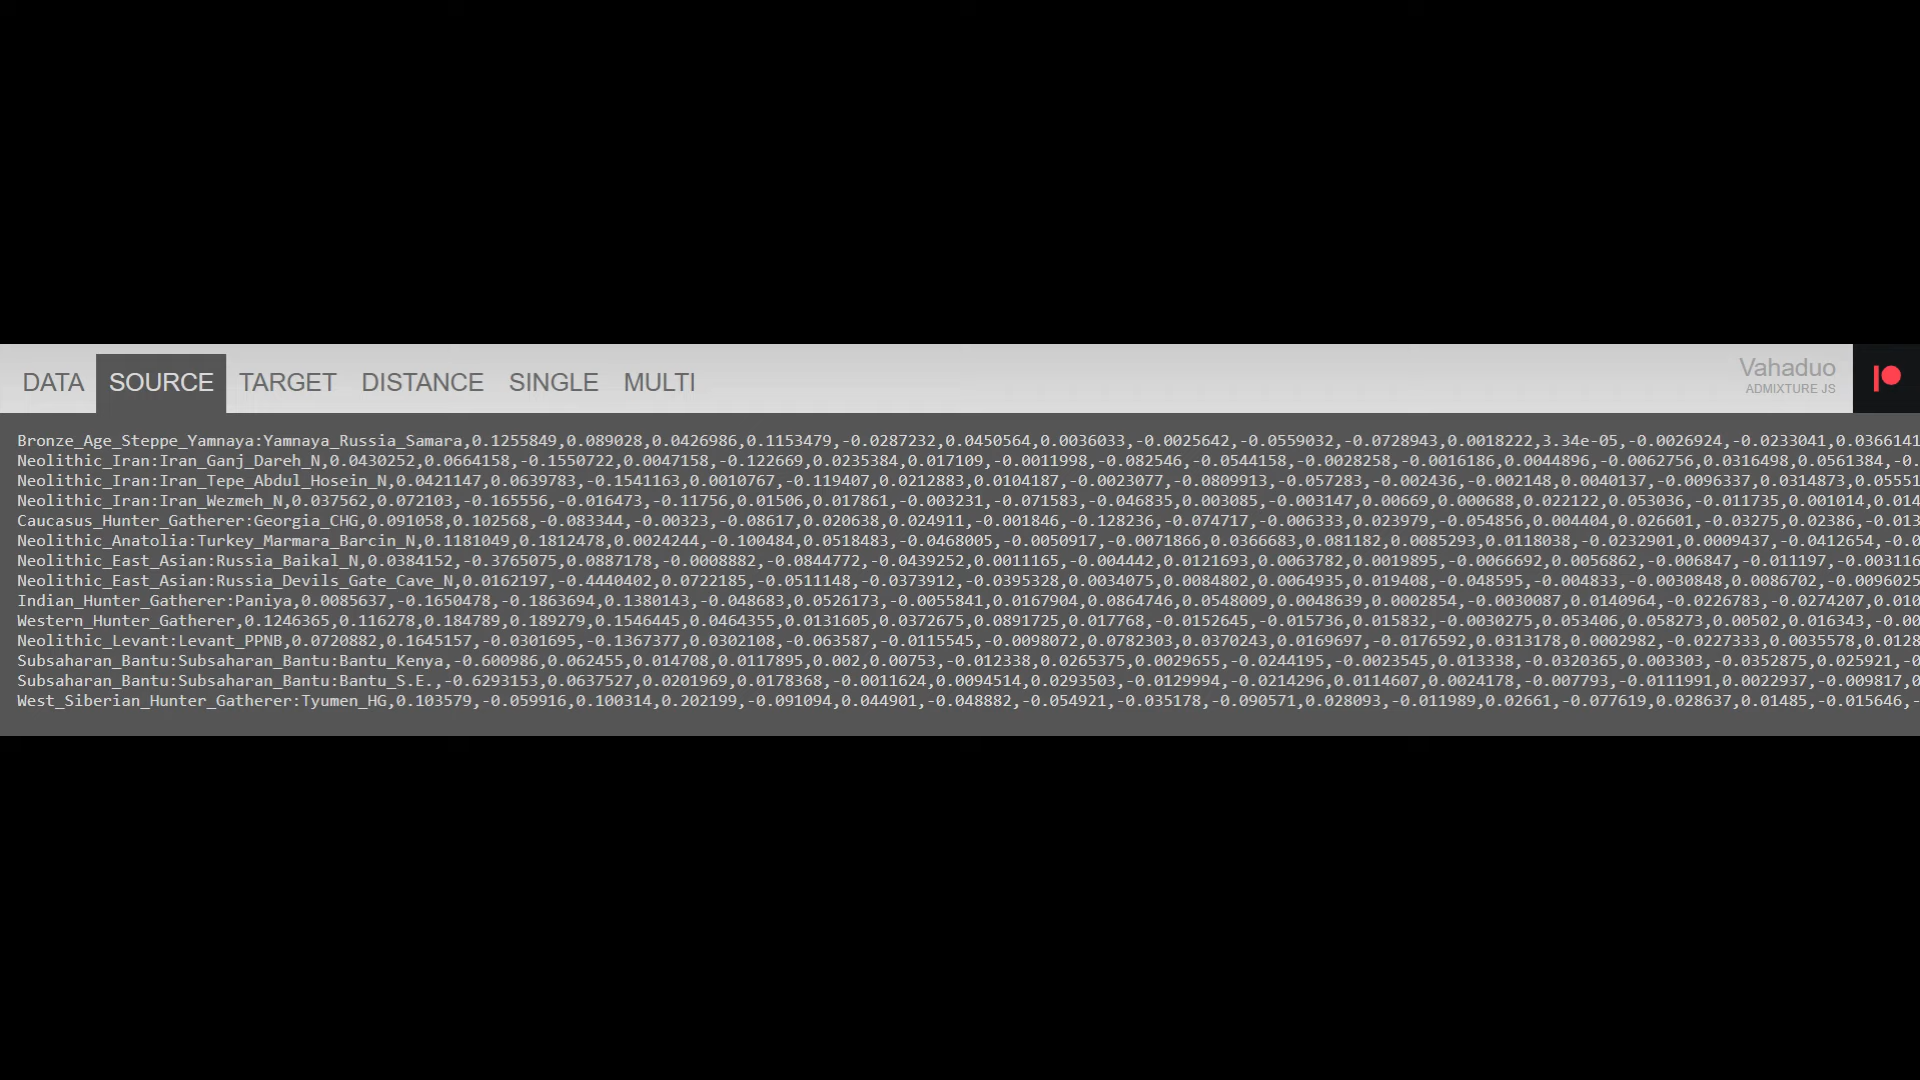 DATA SOURCE TARGET DISTANCE SINGLE MULTI
Vahaduo
ADMIXTURE JS
Bronze_Age_Steppe_Yamnaya:Yamnaya_Russia_Samara,0.1255849,0.089028,0.0426986,0.1153479,-0.0287232,0.0450564,0.0036033,-0.0025642,-0.0559032,-0.0728943,0.0018222,3.34e-05,-0.0026924,-0.0233041,0.0366141
Neolithic_Iran:Iran_Ganj_Dareh_N,0.0430252,0.0664158,-0.1550722,0.0047158,-0.122669,0.0235384,0.017109,-0.0011998,-0.082546,-0.0544158,-0.0028258,-0.0016186,0.0044896,-0.0062756,0.0316498,0.0561384,-0.
Neolithic_Iran:Iran_Tepe_Abdul_Hosein_N,0.0421147,0.0639783,-0.1541163,0.0010767,-0.119407,0.0212883,0.0104187,-0.0023077,-0.0809913,-0.057283,-0.002436,-0.002148,0.0040137,-0.0096337,0.0314873,0.05551
Neolithic_Iran:Iran_Wezmeh_N,0.037562,0.072103,-0.165556,-0.016473,-0.11756,0.01506,0.017861,-0.003231,-0.071583,-0.046835,0.003085,-0.003147,0.00669,0.000688,0.022122,0.053036,-0.011735,0.001014,0.014
Caucasus_Hunter_Gatherer:Georgia_CHG,0.091058,0.102568,-0.083344,-0.00323,-0.08617,0.020638,0.024911,-0.001846,-0.128236,-0.074717,-0.006333,0.023979,-0.054856,0.004404,0.026601,-0.03275,0.02386,-0.013
Neolithic_Anatolia:Turkey_Marmara_Barcin_N,0.1181049,0.1812478,0.0024244,-0.100484,0.0518483,-0.0468005,-0.0050917,-0.0071866,0.0366683,0.081182,0.0085293,0.0118038,-0.0232901,0.0009437,-0.0412654,-0.0
Neolithic_East_Asian:Russia_Baikal_N,0.0384152,-0.3765075,0.0887178,-0.0008882,-0.0844772,-0.0439252,0.0011165,-0.004442,0.0121693,0.0063782,0.0019895,-0.0066692,0.0056862,-0.006847,-0.011197,-0.003116
Neolithic_East_Asian:Russia_Devils_Gate_Cave_N,0.0162197,-0.4440402,0.0722185,-0.0511148,-0.0373912,-0.0395328,0.0034075,0.0084802,0.0064935,0.019408,-0.048595,-0.004833,-0.0030848,0.0086702,-0.0096025
Indian_Hunter_Gatherer:Paniya,0.0085637,-0.1650478,-0.1863694,0.1380143,-0.048683,0.0526173,-0.0055841,0.0167904,0.0864746,0.0548009,0.0048639,0.0002854,-0.0030087,0.0140964,-0.0226783,-0.0274207,0.010
Western_Hunter_Gatherer,0.1246365,0.116278,0.184789,0.189279,0.1546445,0.0464355,0.0131605,0.0372675,0.0891725,0.017768,-0.0152645,-0.015736,0.015832,-0.0030275,0.053406,0.058273,0.00502,0.016343,-0.00
Neolithic_Levant:Levant_PPNB,0.0720882,0.1645157,-0.0301695,-0.1367377,0.0302108,-0.063587,-0.0115545,-0.0098072,0.0782303,0.0370243,0.0169697,-0.0176592,0.0313178,0.0002982,-0.0227333,0.0035578,0.0128
Subsaharan_Bantu:Subsaharan_Bantu:Bantu_Kenya,-0.600986,0.062455,0.014708,0.0117895,0.002,0.00753,-0.012338,0.0265375,0.0029655,-0.0244195,-0.0023545,0.013338,-0.0320365,0.003303,-0.0352875,0.025921,-0
Subsaharan_Bantu:Subsaharan_Bantu:Bantu_S.E.,-0.6293153,0.0637527,0.0201969,0.0178368,-0.0011624,0.0094514,0.0293503,-0.0129994,-0.0214296,0.0114607,0.0024178,-0.007793,-0.0111991,0.0022937,-0.009817,0
West_Siberian_Hunter_Gatherer:Tyumen_HG,0.103579,-0.059916,0.100314,0.202199,-0.091094,0.044901,-0.048882,-0.054921,-0.035178,-0.090571,0.028093,-0.011989,0.02661,-0.077619,0.028637,0.01485,-0.015646,-